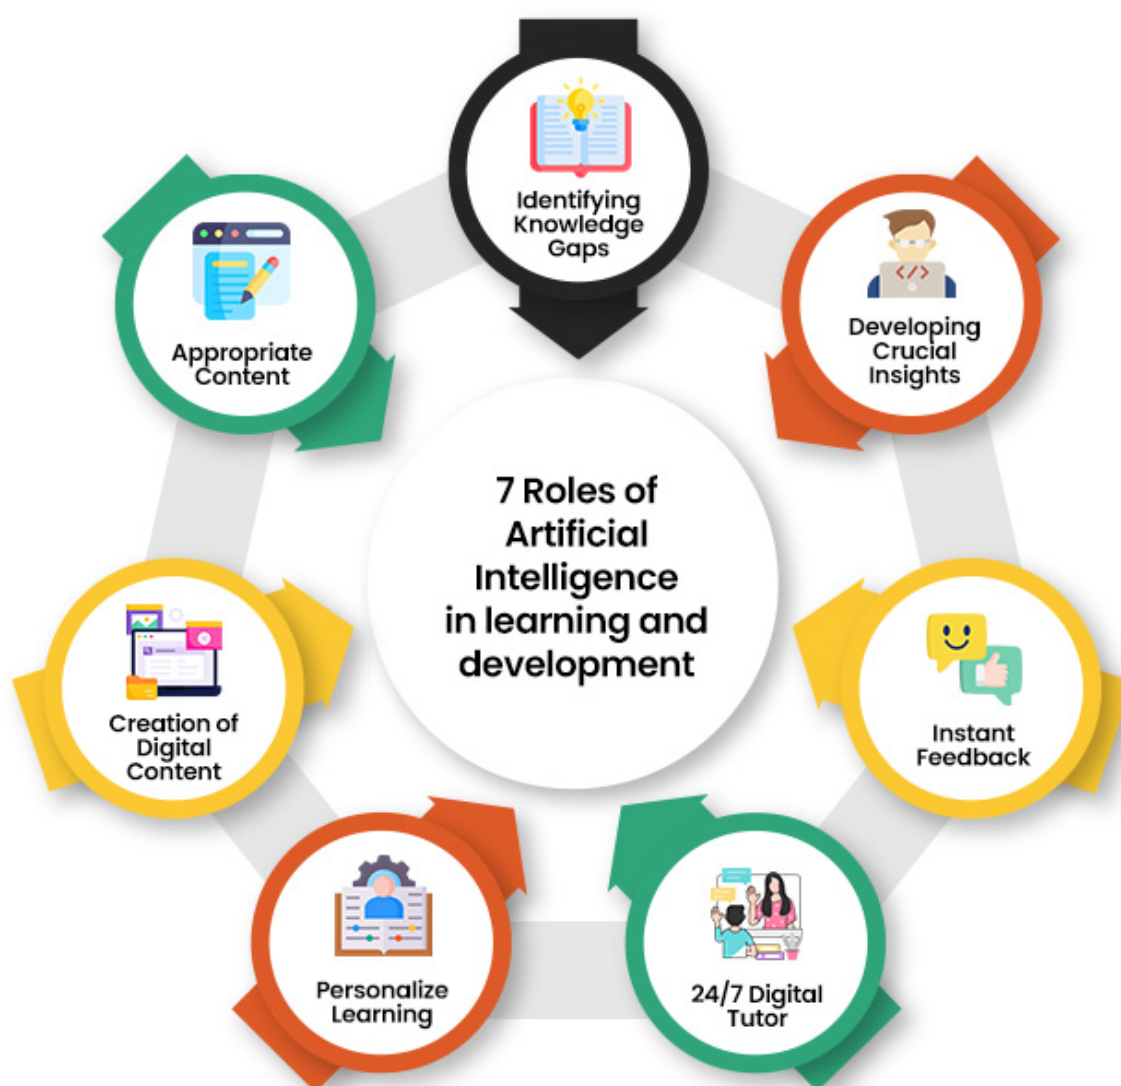 Identifying
Knowledge
Gaps
Developing
Crucial
Insights
Instant
Feedback
24/7 Digital
Tutor
Personalize
Learning
Creation of
Digital
Content
Appropriate
Content
7 Roles of
Artificial
Intelligence
in learning and
development